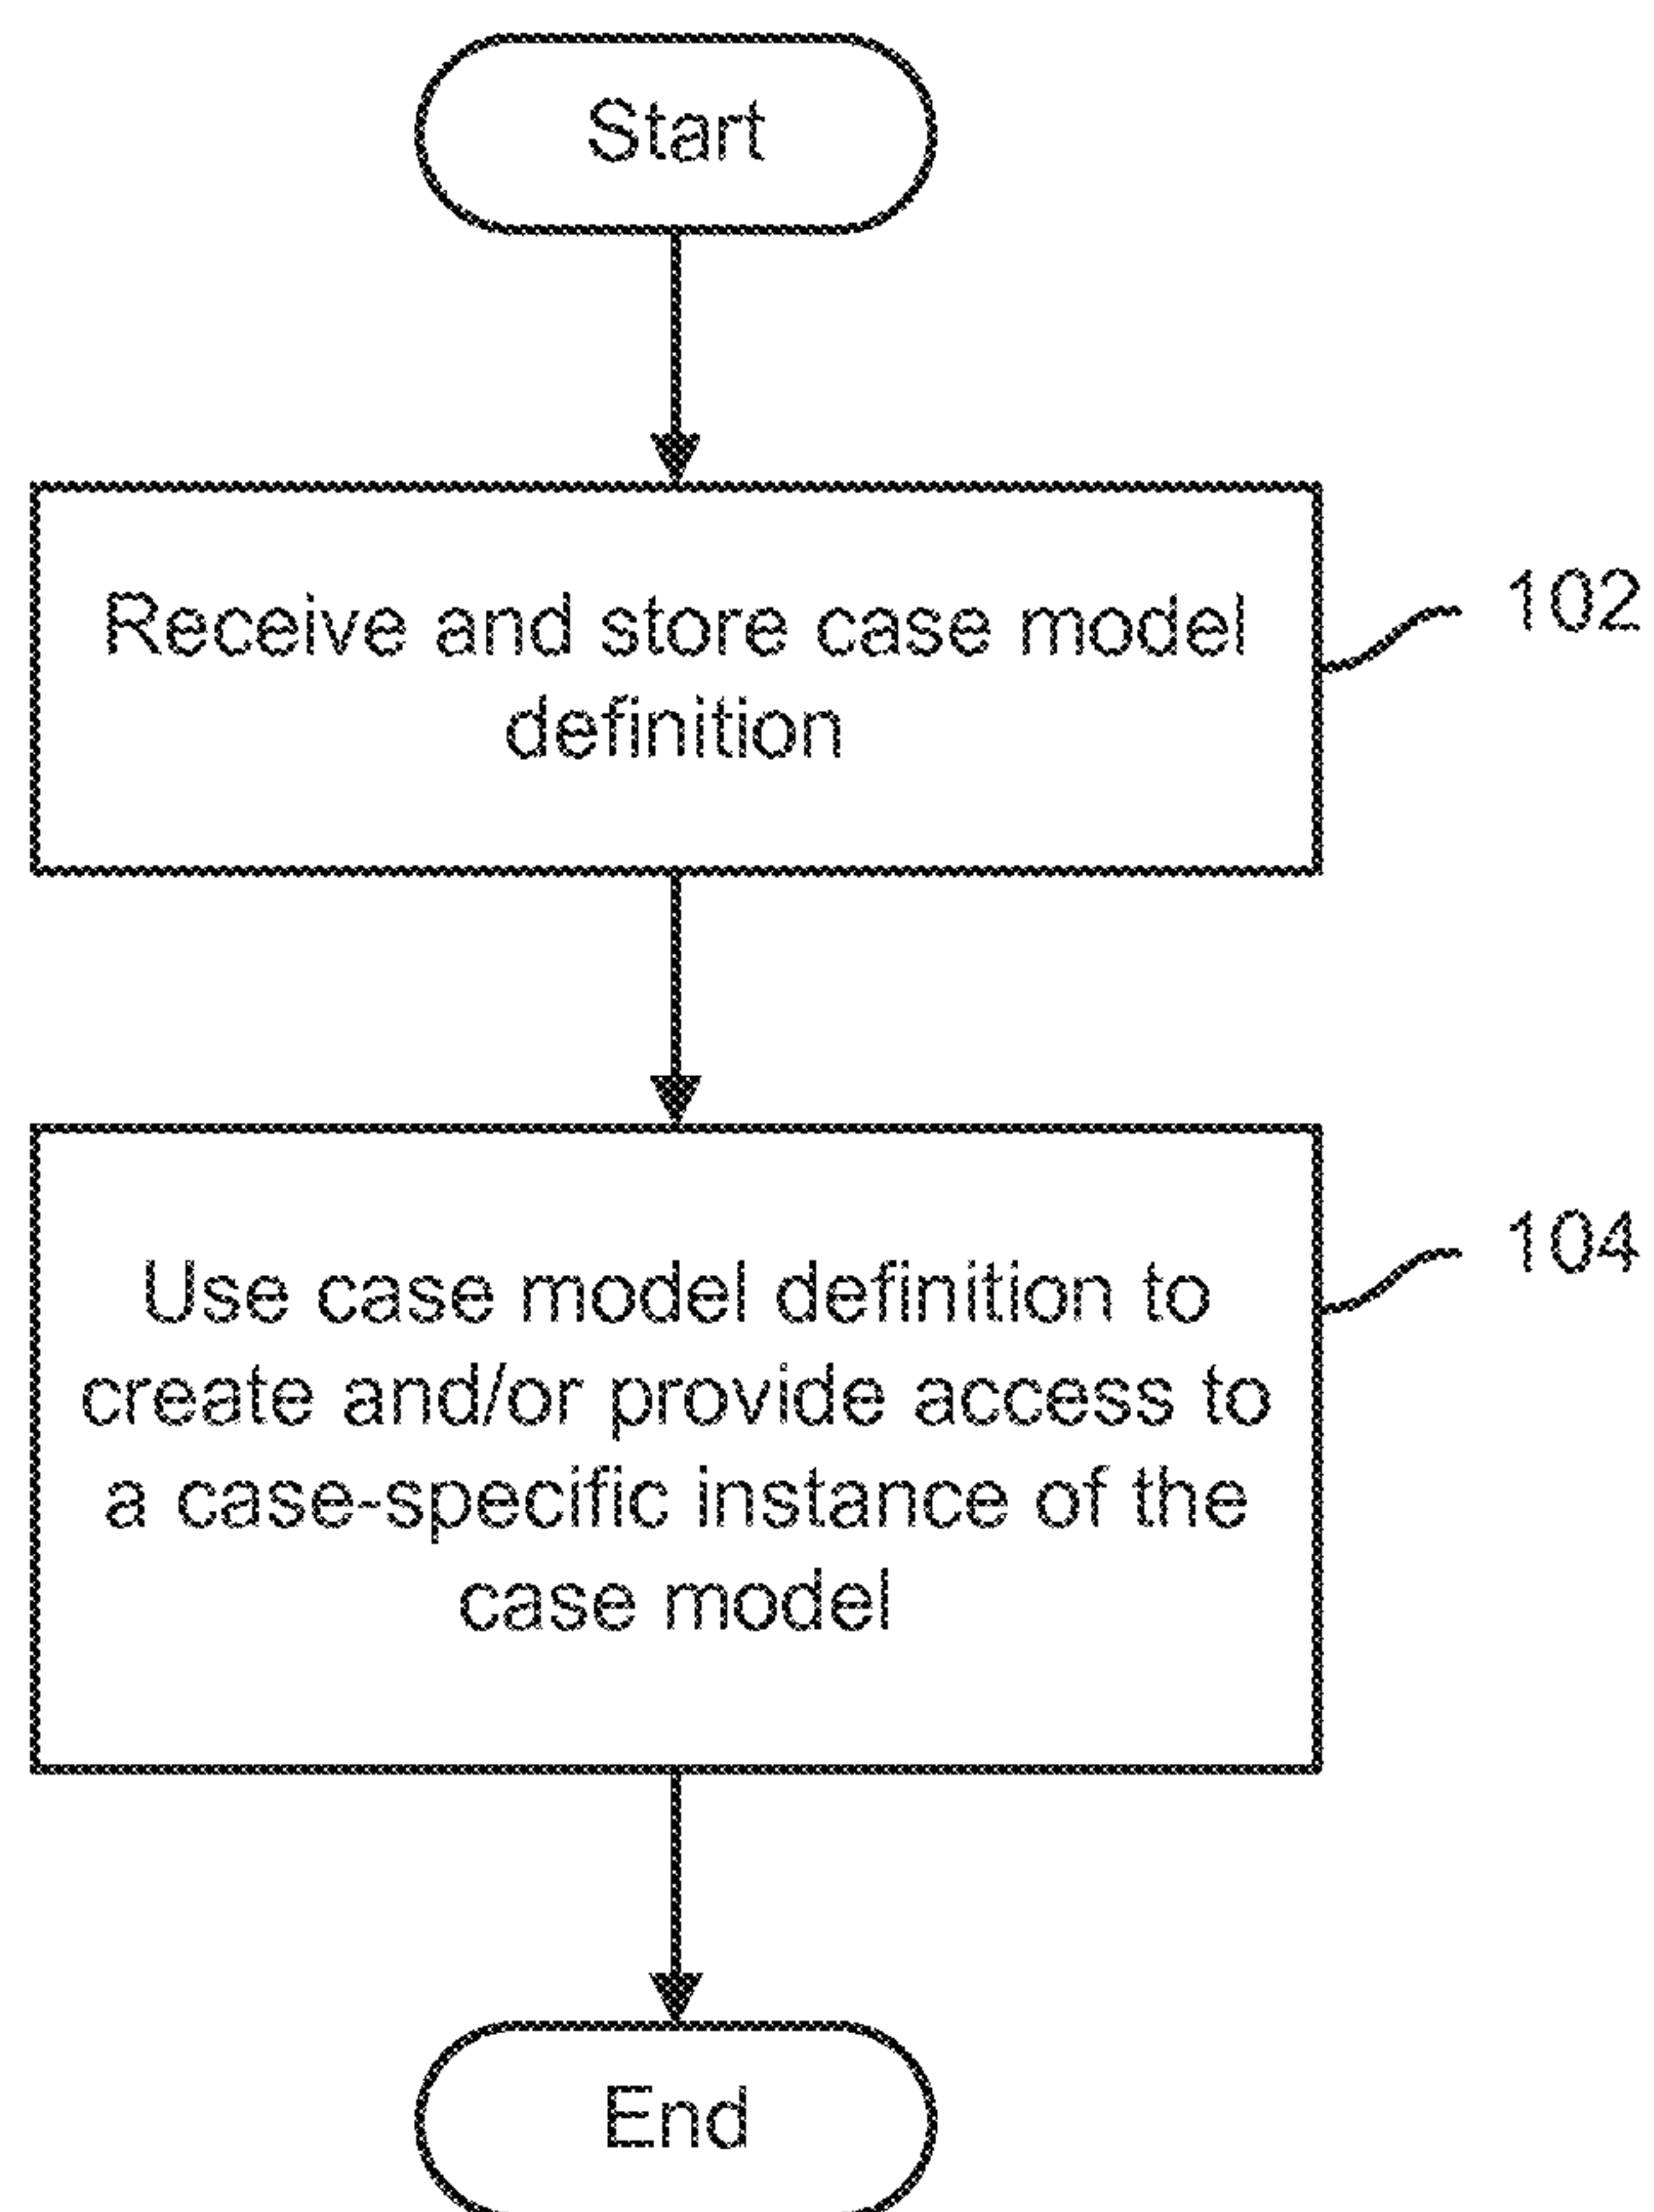 Start
Receive and store case model
definition
102
Use case model definition to
create and/or provide access to
a case-specific instance of the
case model
104
End